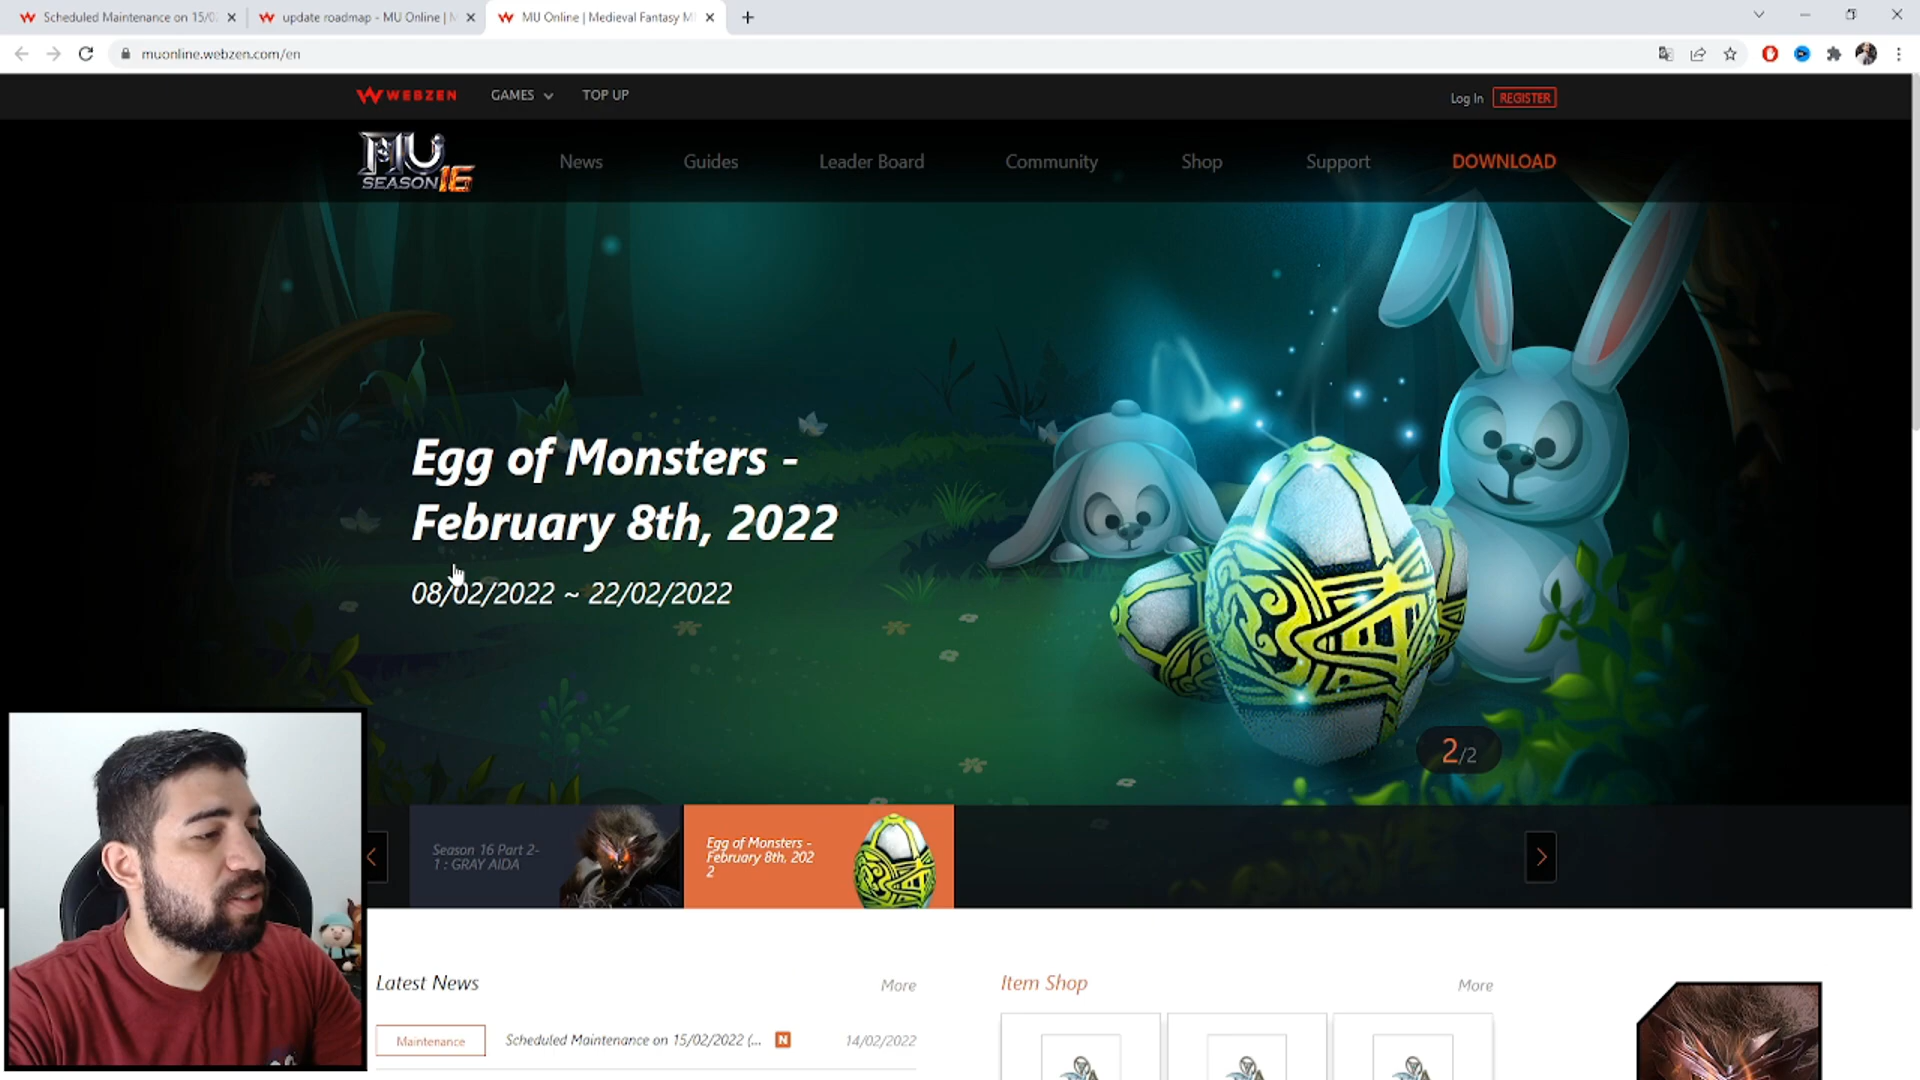 Scheduled Maintenance on 15/0
update roadmap - MU Online | M
MU Online | Medieval Fantasy M
muonline.webzen.com/en
WEBZEN
GAMES
TOP UP
Log In
REGISTER
MU
SEASON 16
News
Guides
Leader Board
Community
Shop
Support
DOWNLOAD
Egg of Monsters -
February 8th, 2022
08/02/2022 ~ 22/02/2022
2/2
Season 16 Part 2-
1 : GRAY AIDA
Egg of Monsters -
February 8th, 202
2
Latest News
More
Item Shop
More
Maintenance
Scheduled Maintenance on 15/02/2022 (...
N
14/02/2022